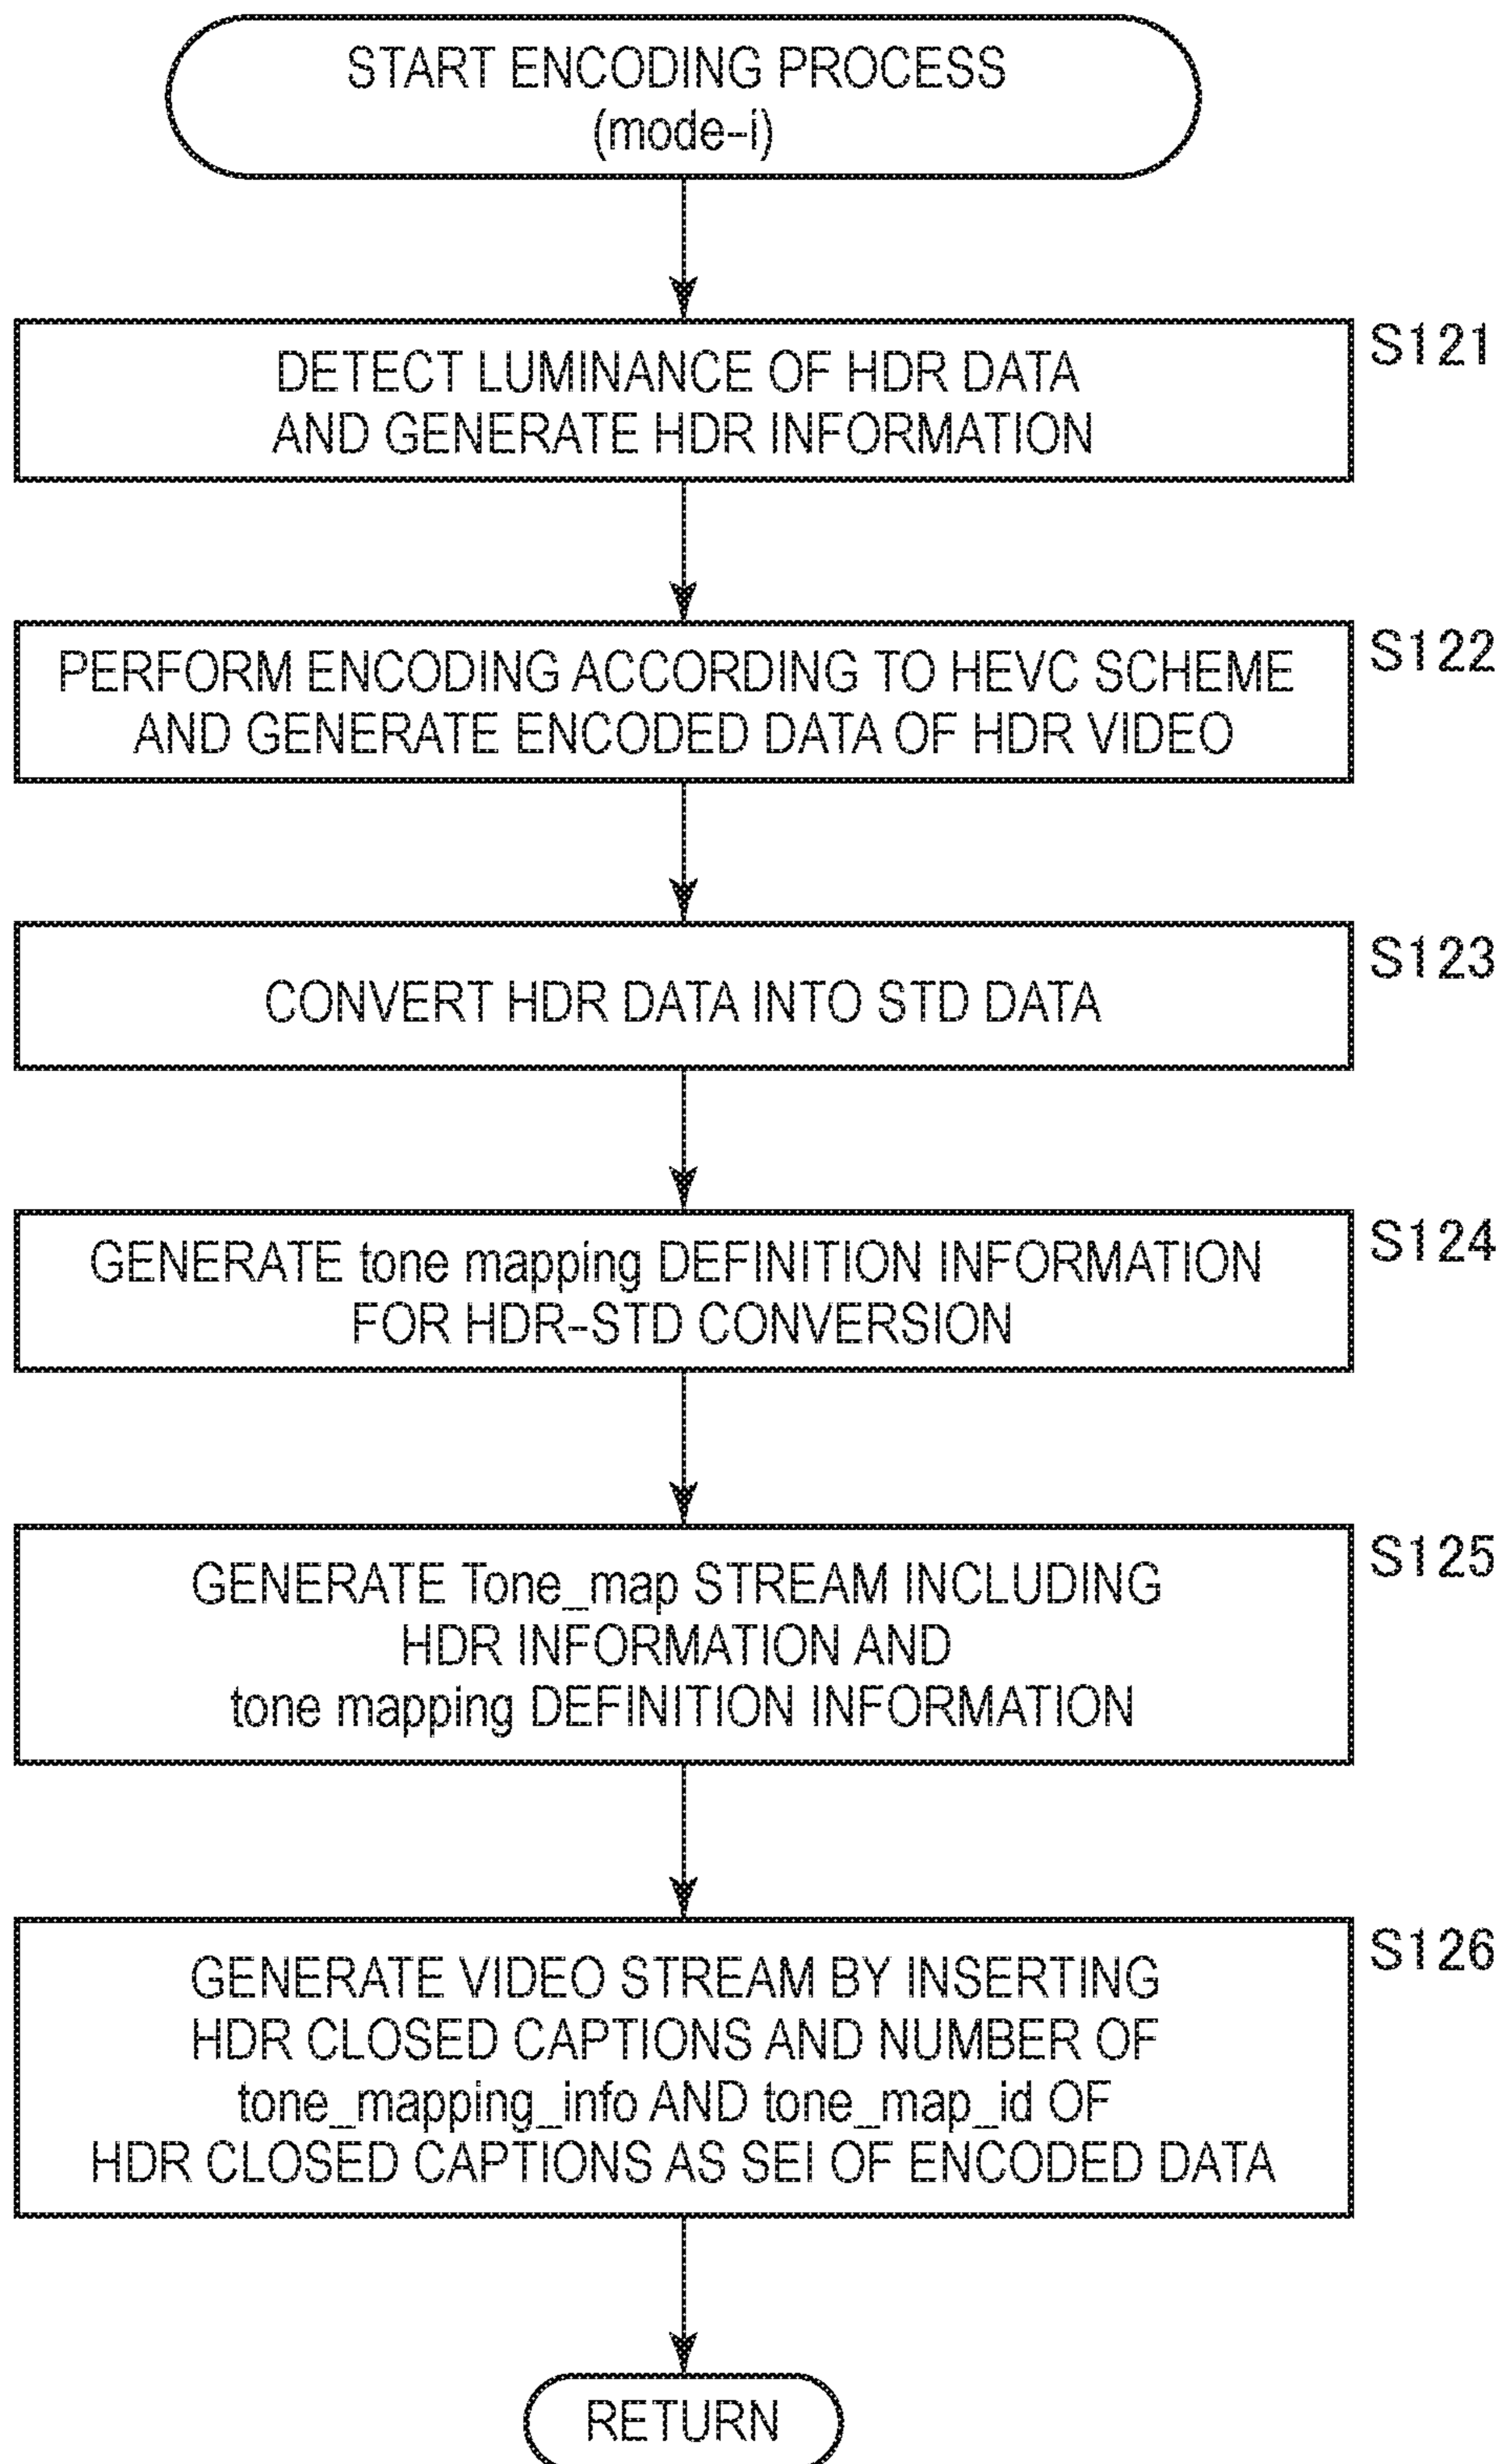 START ENCODING PROCESS
(mode-i)
DETECT LUMINANCE OF HDR DATA
AND GENERATE HDR INFORMATION
S121
PERFORM ENCODING ACCORDING TO HEVC SCHEME
AND GENERATE ENCODED DATA OF HDR VIDEO
S122
CONVERT HDR DATA INTO STD DATA
S123
GENERATE tone mapping DEFINITION INFORMATION
FOR HDR-STD CONVERSION
S124
GENERATE Tone_map STREAM INCLUDING
HDR INFORMATION AND
tone mapping DEFINITION INFORMATION
S125
GENERATE VIDEO STREAM BY INSERTING
HDR CLOSED CAPTIONS AND NUMBER OF
tone_mapping_info AND tone_map_id OF
HDR CLOSED CAPTIONS AS SEI OF ENCODED DATA
S126
RETURN